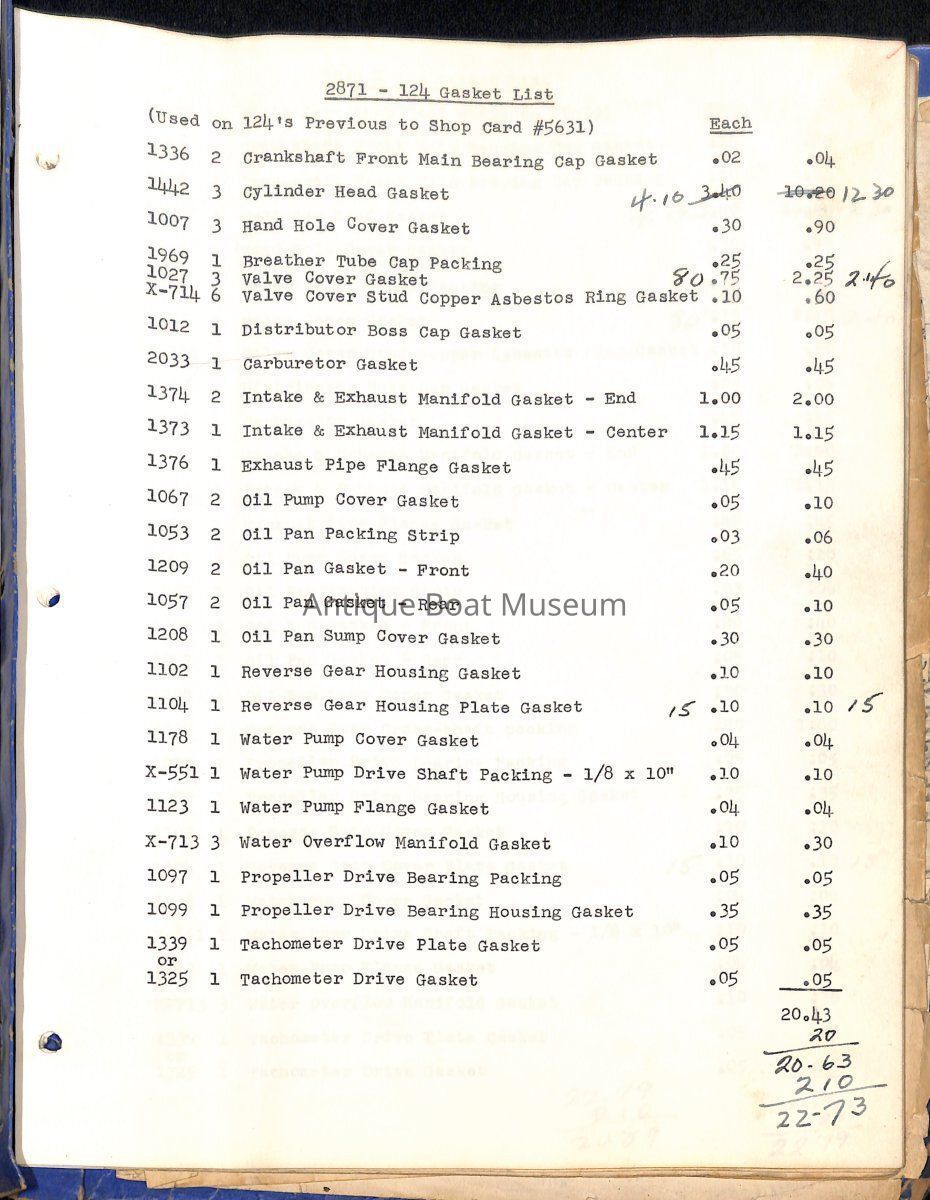 2871 - 124 Gasket List
(Used on 124's Previous to Shop Card #5631) Each
1336 2 Crankshaft Front Main Bearing Cap Gasket .02 .04
1442 3 Cylinder Head Gasket 4.10 3.40 10.20 12 30
1007 3 Hand Hole Cover Gasket .30 .90
1969 1 Breather Tube Cap Packing .25 .25
1027 3 Valve Cover Gasket 80 .75 2.25 2.40
X-714 6 Valve Cover Stud Copper Asbestos Ring Gasket .10 .60
1012 1 Distributor Boss Cap Gasket .05 .05
2033 1 Carburetor Gasket .45 .45
1374 2 Intake & Exhaust Manifold Gasket - End 1.00 2.00
1373 1 Intake & Exhaust Manifold Gasket - Center 1.15 1.15
1376 1 Exhaust Pipe Flange Gasket .45 .45
1067 2 Oil Pump Cover Gasket .05 .10
1053 2 Oil Pan Packing Strip .03 .06
1209 2 Oil Pan Gasket - Front .20 .40
1057 2 Oil Pan Gasket - Rear .05 .10
Antique Boat Museum
1208 1 Oil Pan Sump Cover Gasket .30 .30
1102 1 Reverse Gear Housing Gasket .10 .10
1104 1 Reverse Gear Housing Plate Gasket 15 .10 .10 15
1178 1 Water Pump Cover Gasket .04 .04
X-551 1 Water Pump Drive Shaft Packing - 1/8 x 10" .10 .10
1123 1 Water Pump Flange Gasket .04 .04
X-713 3 Water Overflow Manifold Gasket .10 .30
1097 1 Propeller Drive Bearing Packing .05 .05
1099 1 Propeller Drive Bearing Housing Gasket .35 .35
1339 1 Tachometer Drive Plate Gasket .05 .05
or
1325 1 Tachometer Drive Gasket .05 .05
20.43
20
20-63
210
22-73